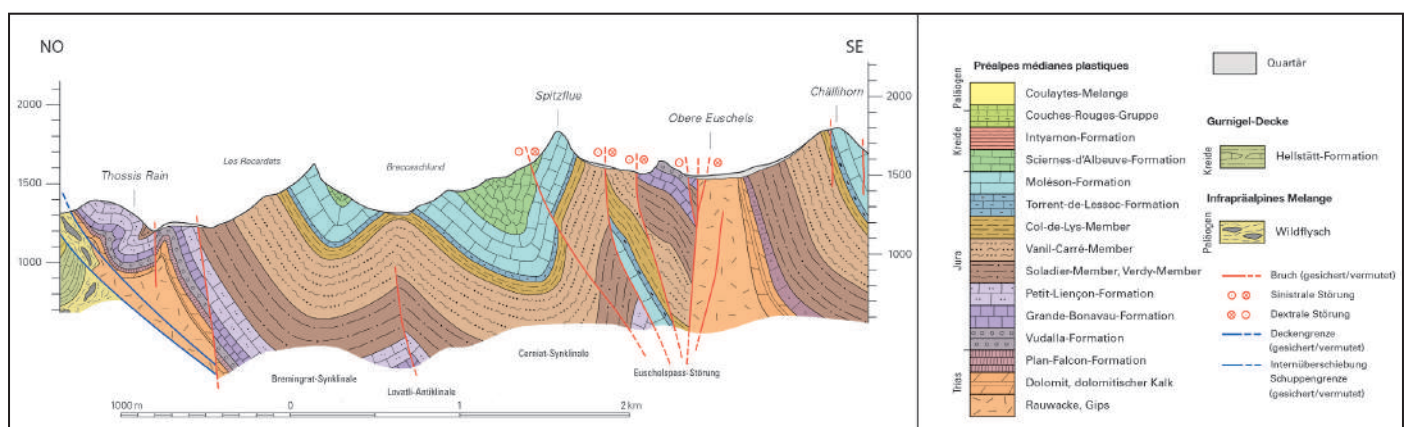 NO
SE
2000
1500
1000
Thossis Rain
Les Recardets
Brecoschlund
Spitzflue
Obere Euschels
Chällihorn
2000
1500
1000
Bremingrat-Synklinale
Lovatli-Antiklinale
Cerniat-Synklinale
Euschelspass-Störung
1000 m
0
1
2 km
Préalpes médianes plastiques
Paläogen
Kreide
Jura
Trias
Coulaytes-Melange
Couches-Rouges-Gruppe
Intyamon-Formation
Sciernes-d'Albeuve-Formation
Moléson-Formation
Torrent-de-Lessoc-Formation
Col-de-Lys-Member
Vanil-Carré-Member
Soladier-Member, Verdy-Member
Petit-Liençon-Formation
Grande-Bonavau-Formation
Vudalla-Formation
Plan-Falcon-Formation
Dolomit, dolomitischer Kalk
Rauwacke, Gips
Quartär
Gurnigel-Decke
Kreide
Hellstätt-Formation
Infrapräalpines Melange
Paläogen
Wildflysch
Bruch (gesichert/vermutet)
Sinistrale Störung
Dextrale Störung
Deckengrenze
(gesichert/vermutet)
Internüberschiebung
Schuppengrenze
(gesichert/vermutet)